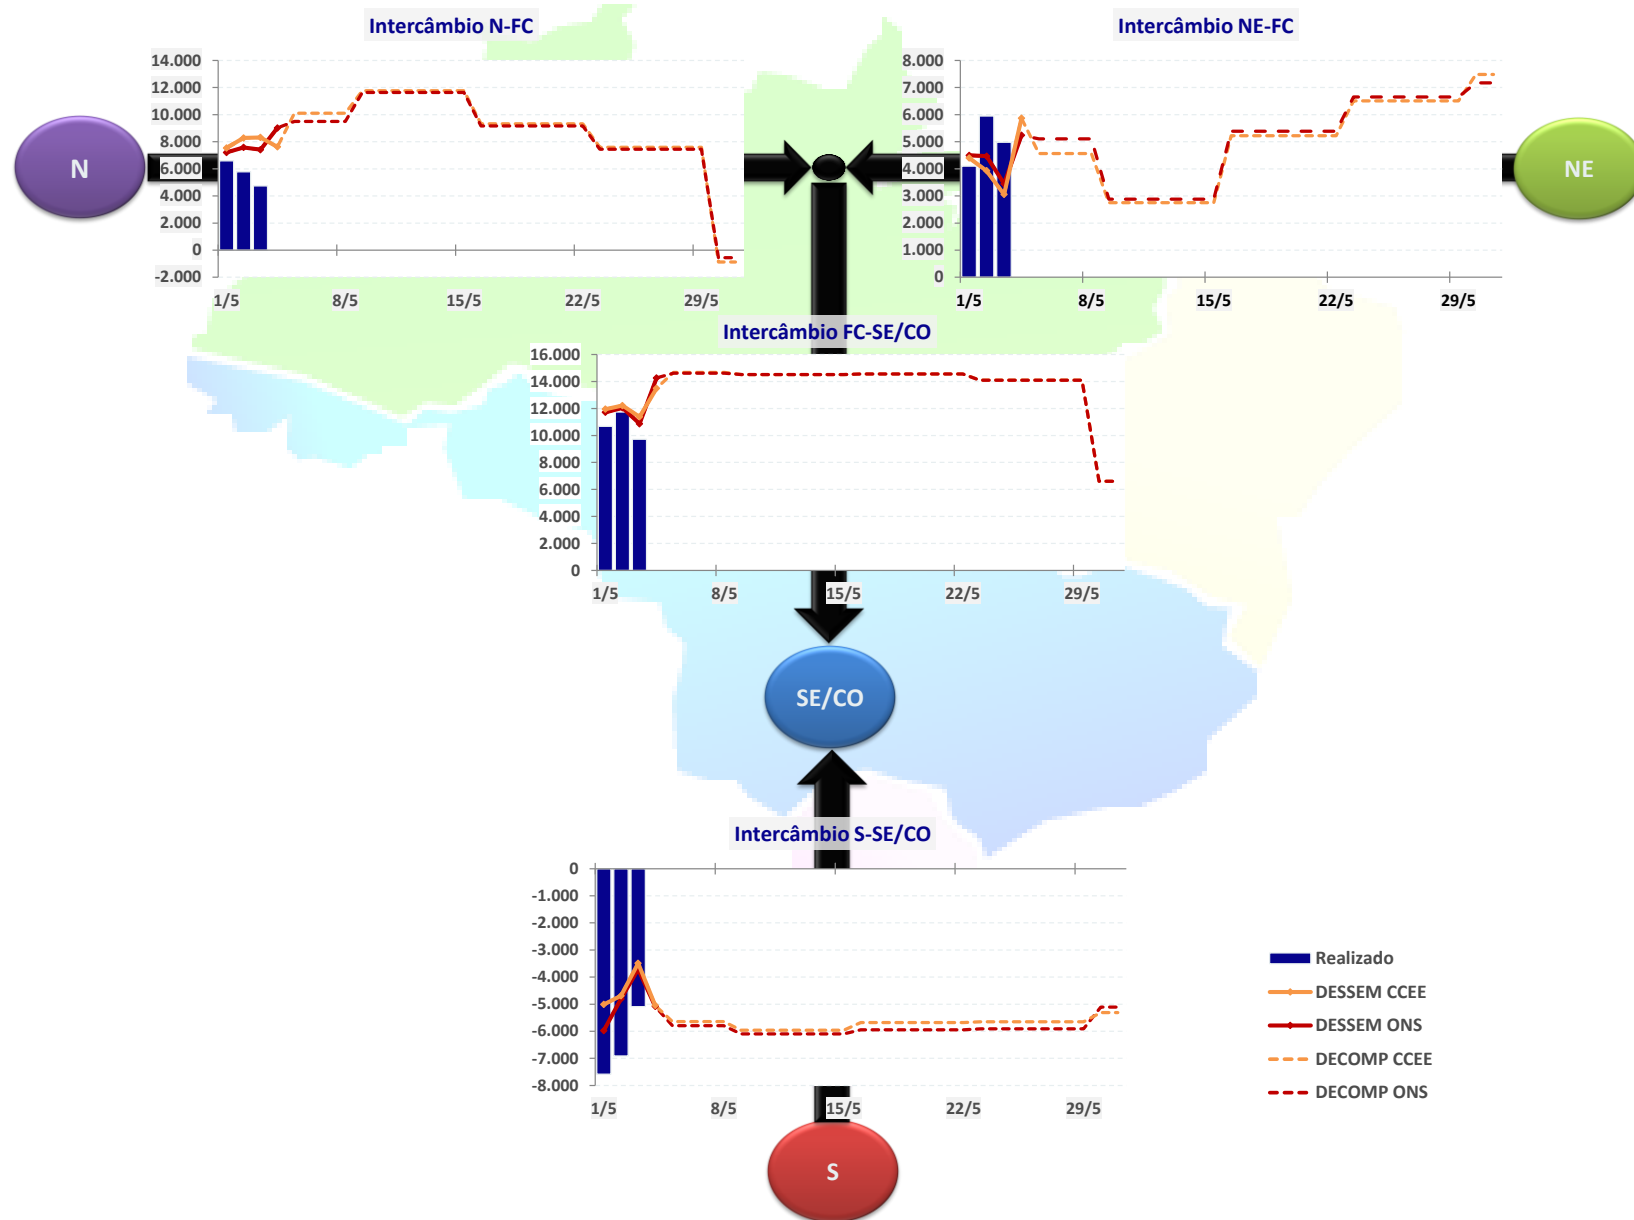 Intercâmbio N-FC
14.000
12.000
10.000
8.000
6.000
4.000
2.000
0
-2.000
1/5 8/5 15/5 22/5 29/5
N
Intercâmbio NE-FC
8.000
7.000
6.000
5.000
4.000
3.000
2.000
1.000
0
1/5 8/5 15/5 22/5 29/5
NE
Intercâmbio FC-SE/CO
16.000
14.000
12.000
10.000
8.000
6.000
4.000
2.000
0
1/5 8/5 15/5 22/5 29/5
SE/CO
Intercâmbio S-SE/CO
0
-1.000
-2.000
-3.000
-4.000
-5.000
-6.000
-7.000
-8.000
1/5 8/5 15/5 22/5 29/5
Realizado
DESSEM CCEE
DESSEM ONS
DECOMP CCEE
DECOMP ONS
S